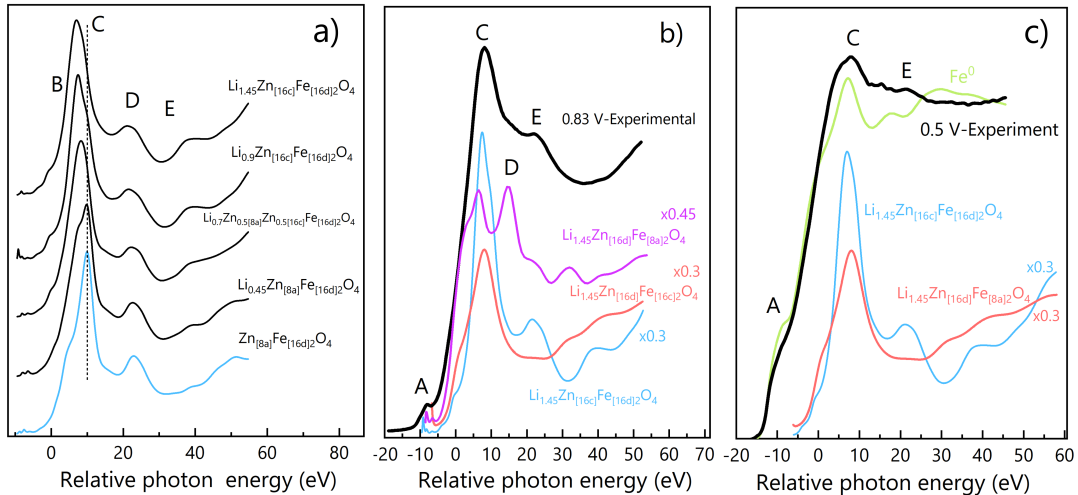 a)
C
B
D
E
Li1.45Zn[16c]Fe[16d]2O4
Li0.9Zn[16c]Fe[16d]2O4
Li0.7Zn0.5[8a]Zn0.5[16c]Fe[16d]2O4
Li0.45Zn[8a]Fe[16d]2O4
Zn[8a]Fe[16d]2O4
0 20 40 60 80
Relative photon energy (eV)
b)
C
E
0.83 V-Experimental
D
x0.45
Li1.45Zn[16d]Fe[8a]2O4
x0.3
Li1.45Zn[16d]Fe[16c]2O4
x0.3
A
Li1.45Zn[16c]Fe[16d]2O4
-20 -10 0 10 20 30 40 50 60 70
Relative photon energy (eV)
c)
C
E
Fe0
0.5 V-Experiment
Li1.45Zn[16c]Fe[16d]2O4
x0.3
Li1.45Zn[16d]Fe[8a]2O4
x0.3
A
-20 -10 0 10 20 30 40 50 60
Relative photon energy (eV)